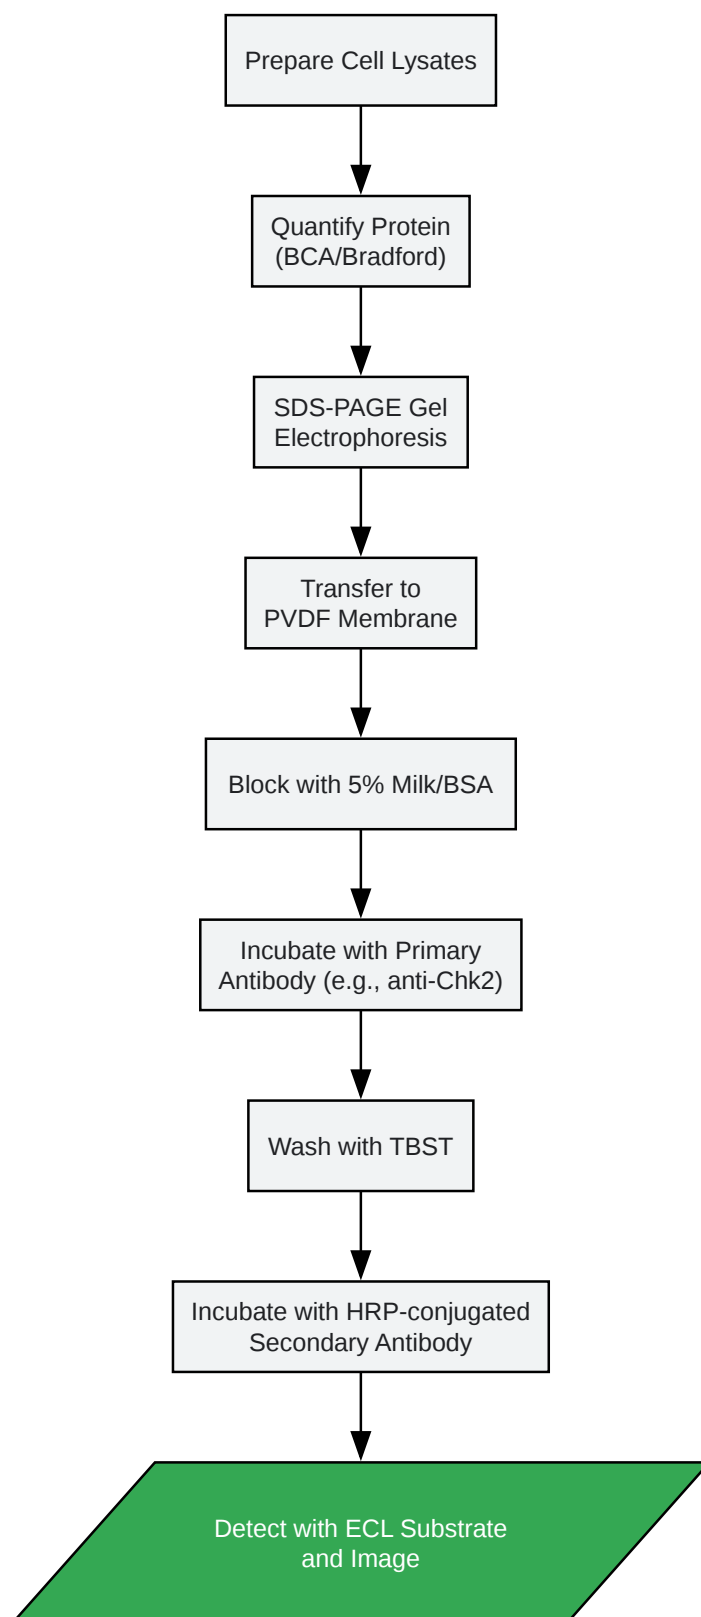 Prepare Cell Lysates
Quantify Protein
(BCA/Bradford)
SDS-PAGE Gel
Electrophoresis
Transfer to
PVDF Membrane
Block with 5% Milk/BSA
Incubate with Primary
Antibody (e.g., anti-Chk2)
Wash with TBST
Incubate with HRP-conjugated
Secondary Antibody
Detect with ECL Substrate
and Image